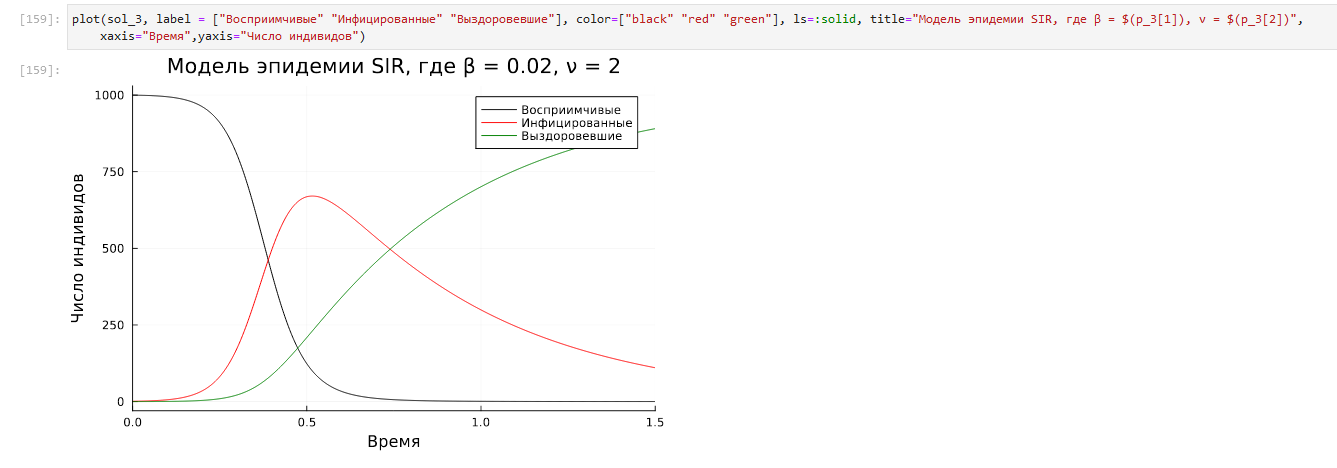 [159]: plot(sol_3, label = ["Восприимчивые" "Инфицированные" "Выздоровевшие"], color=["black" "red" "green"], ls=:solid, title="Модель эпидемии SIR, где β = $(p_3[1]), ν = $(p_3[2])",
xaxis="Время",yaxis="Число индивидов")
[159]:
Модель эпидемии SIR, где β = 0.02, ν = 2
Восприимчивые
Инфицированные
Выздоровевшие
Число индивидов
1000
750
500
250
0
0.0 0.5 1.0 1.5
Время